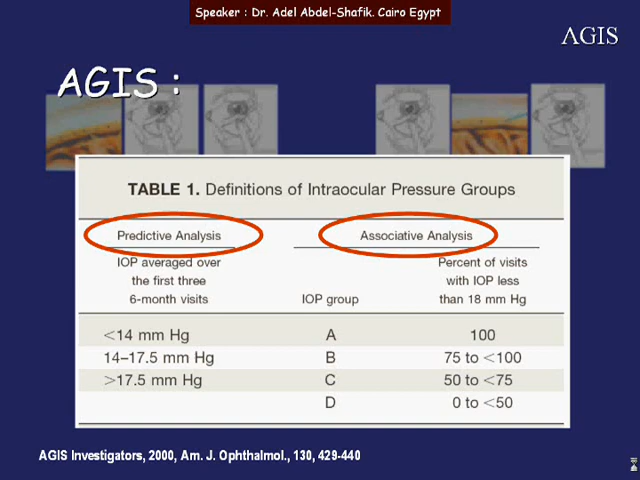 Speaker : Dr. Adel Abdel-Shafik. Cairo Egypt
AGIS
AGIS :
TABLE 1. Definitions of Intraocular Pressure Groups
Predictive Analysis Associative Analysis
IOP averaged over Percent of visits
the first three with IOP less
6-month visits IOP group than 18 mm Hg
<14 mm Hg A 100
14–17.5 mm Hg B 75 to <100
>17.5 mm Hg C 50 to <75
D 0 to <50
AGIS Investigators, 2000, Am. J. Ophthalmol., 130, 429-440